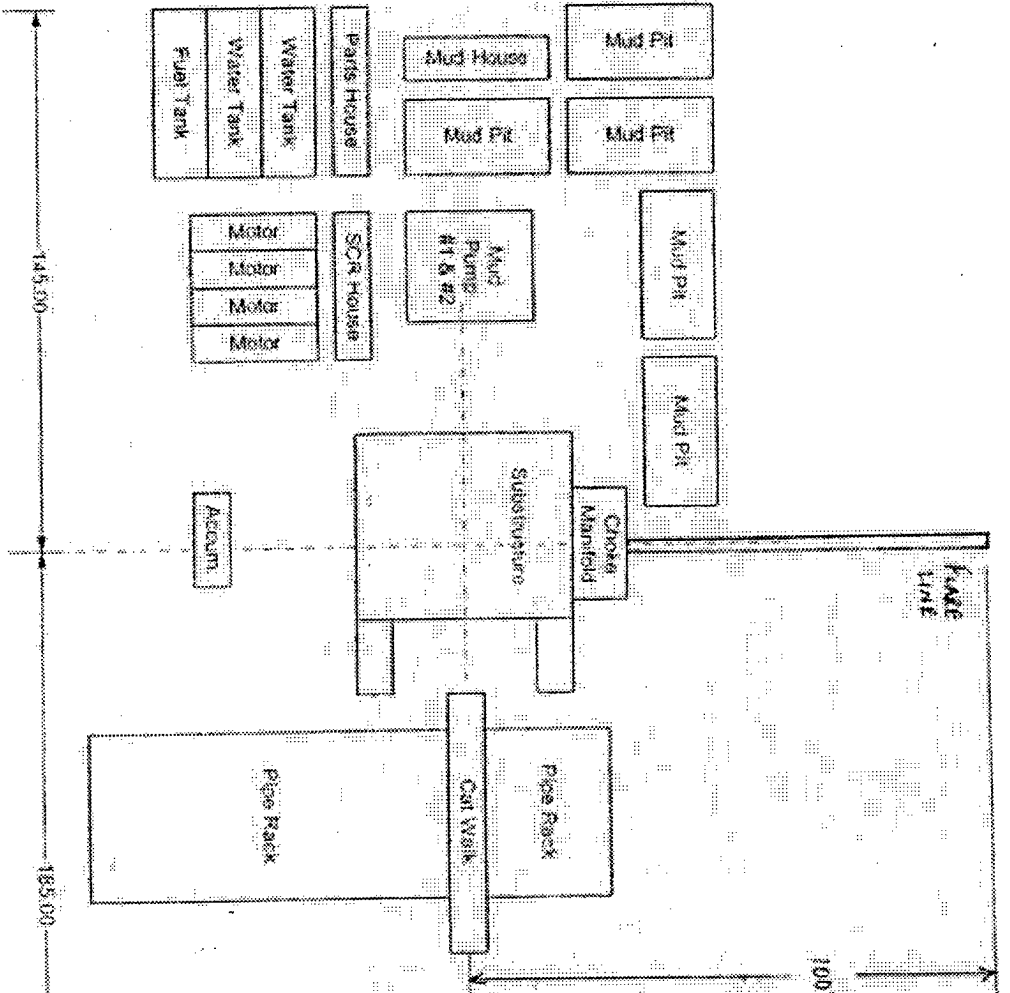 Mud Pit
Mud House
Mud Pit
Mud Pit
Parts House
Water Tank
Water Tank
Fuel Tank
Mud Pit
Mud
Pump
#1 & #2
SCR House
Motor
Motor
Motor
Motor
145.00
Mud Pit
Substructure
Choke
Manifold
Accum.
FLARE
LINE
Pipe Rack
Cat Walk
Pipe Rack
185.00
100